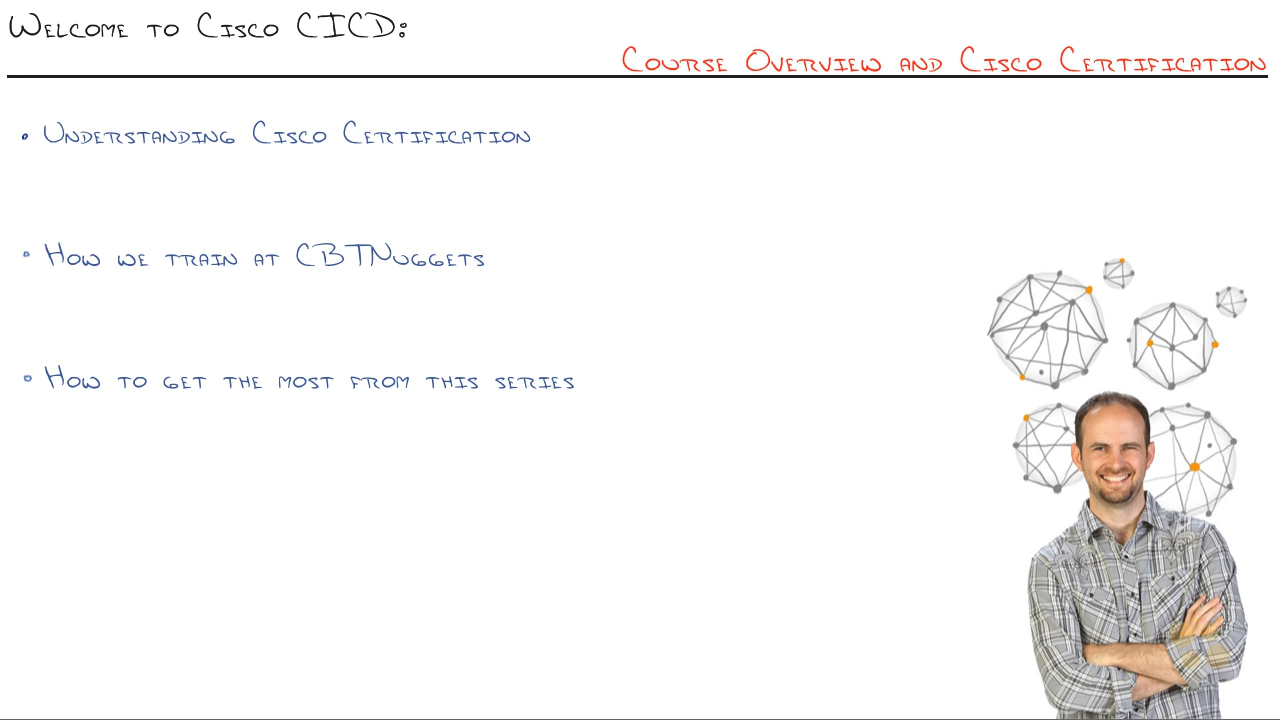 Welcome to Cisco CICD:
Course Overview and Cisco Certification
• Understanding Cisco Certification
• How we train at CBTNuggets
• How to get the most from this series